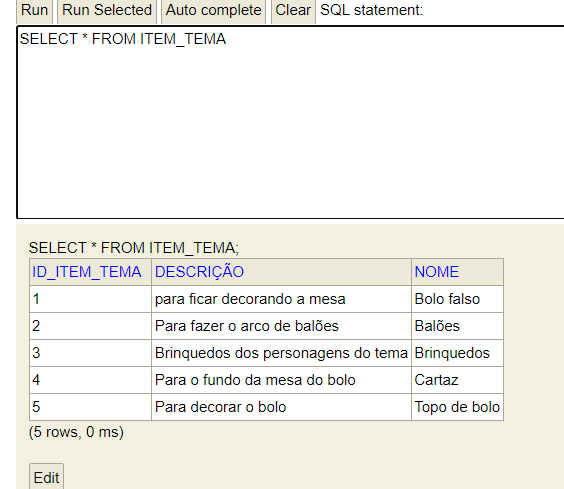 Run Run Selected Auto complete Clear SQL statement:
SELECT * FROM ITEM_TEMA
SELECT * FROM ITEM_TEMA;
ID_ITEM_TEMA DESCRIÇÃO NOME
1 para ficar decorando a mesa Bolo falso
2 Para fazer o arco de balões Balões
3 Brinquedos dos personagens do tema Brinquedos
4 Para o fundo da mesa do bolo Cartaz
5 Para decorar o bolo Topo de bolo
(5 rows, 0 ms)
Edit